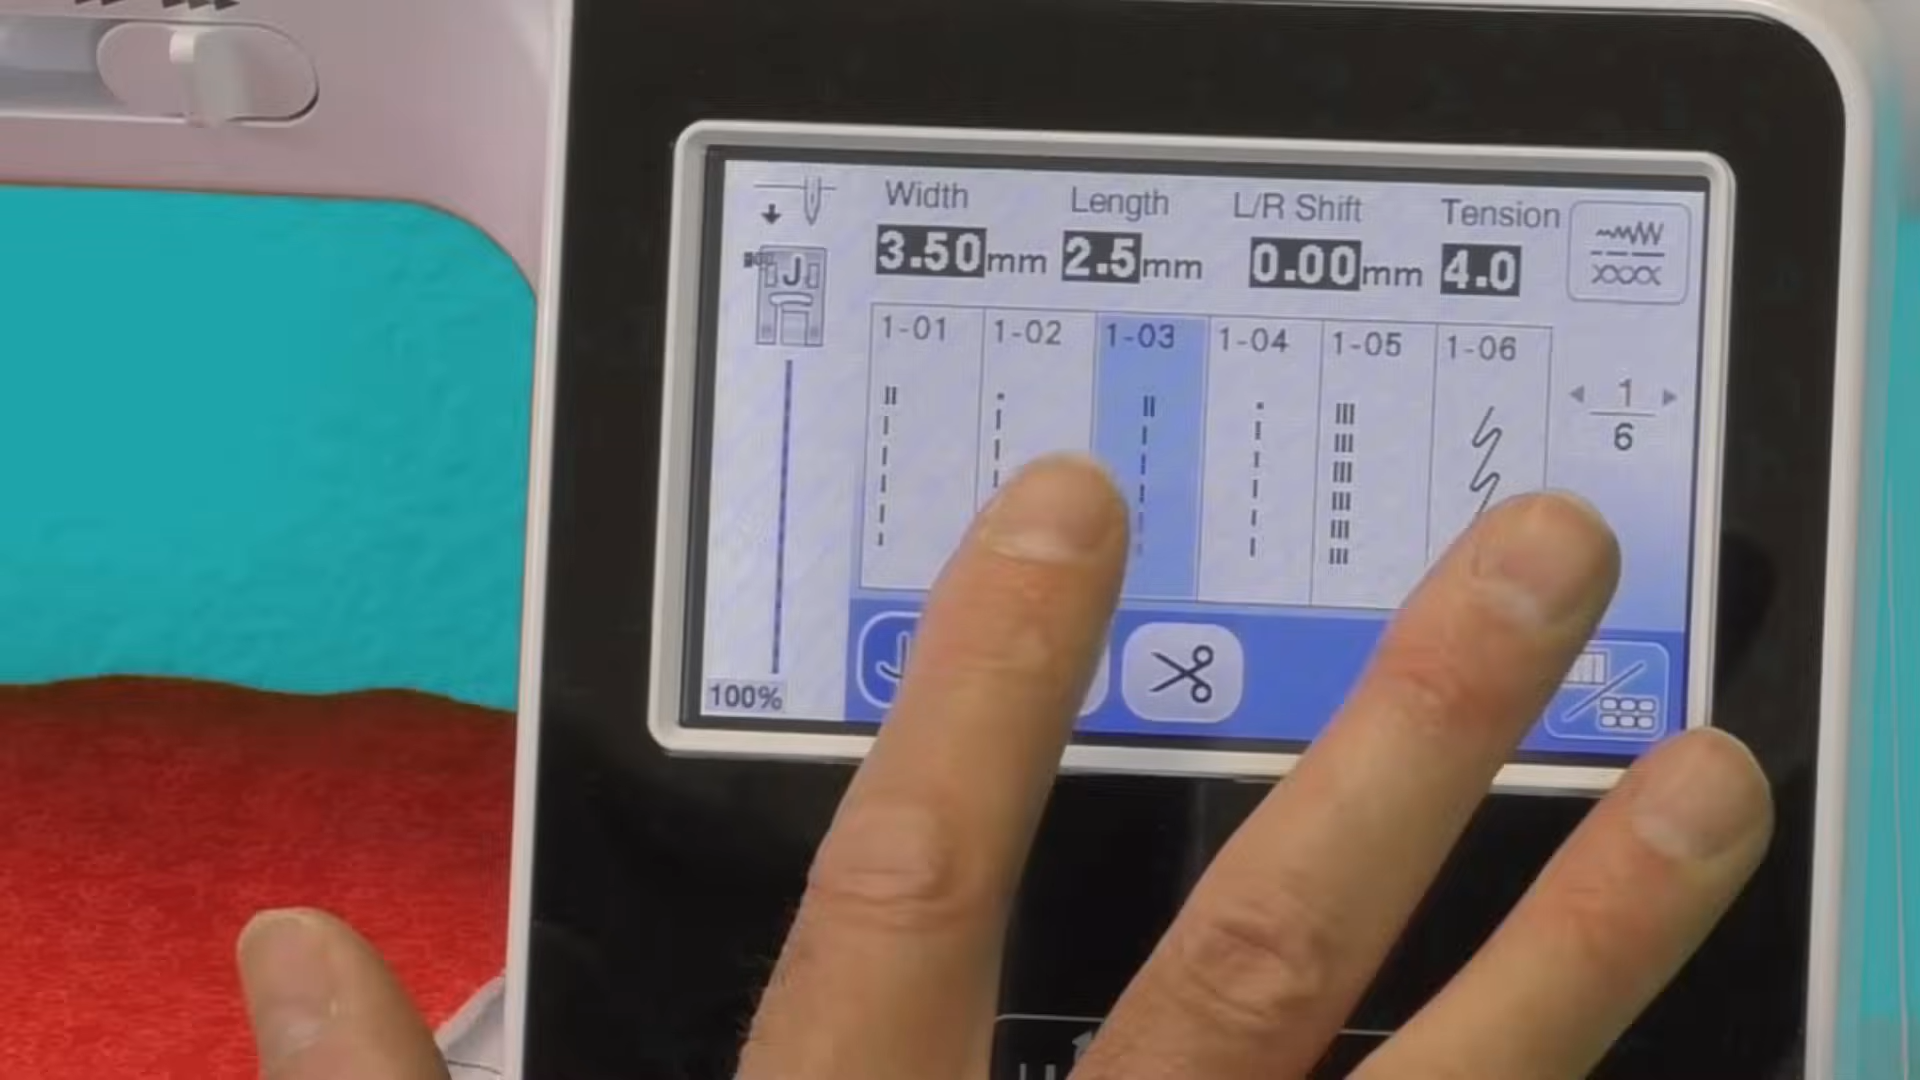 Width Length L/R Shift Tension
3.50mm 2.5mm 0.00mm 4.0
J
1-01 1-02 1-03 1-04 1-05 1-06
1
6
100%